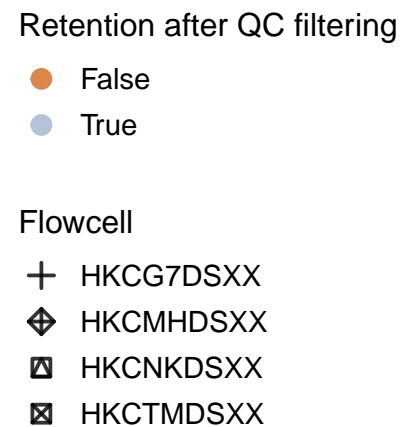 Retention after QC filtering
False
True
Flowcell
HKCG7DSXX
HKCMHDSXX
HKCNKDSXX
HKCTMDSXX